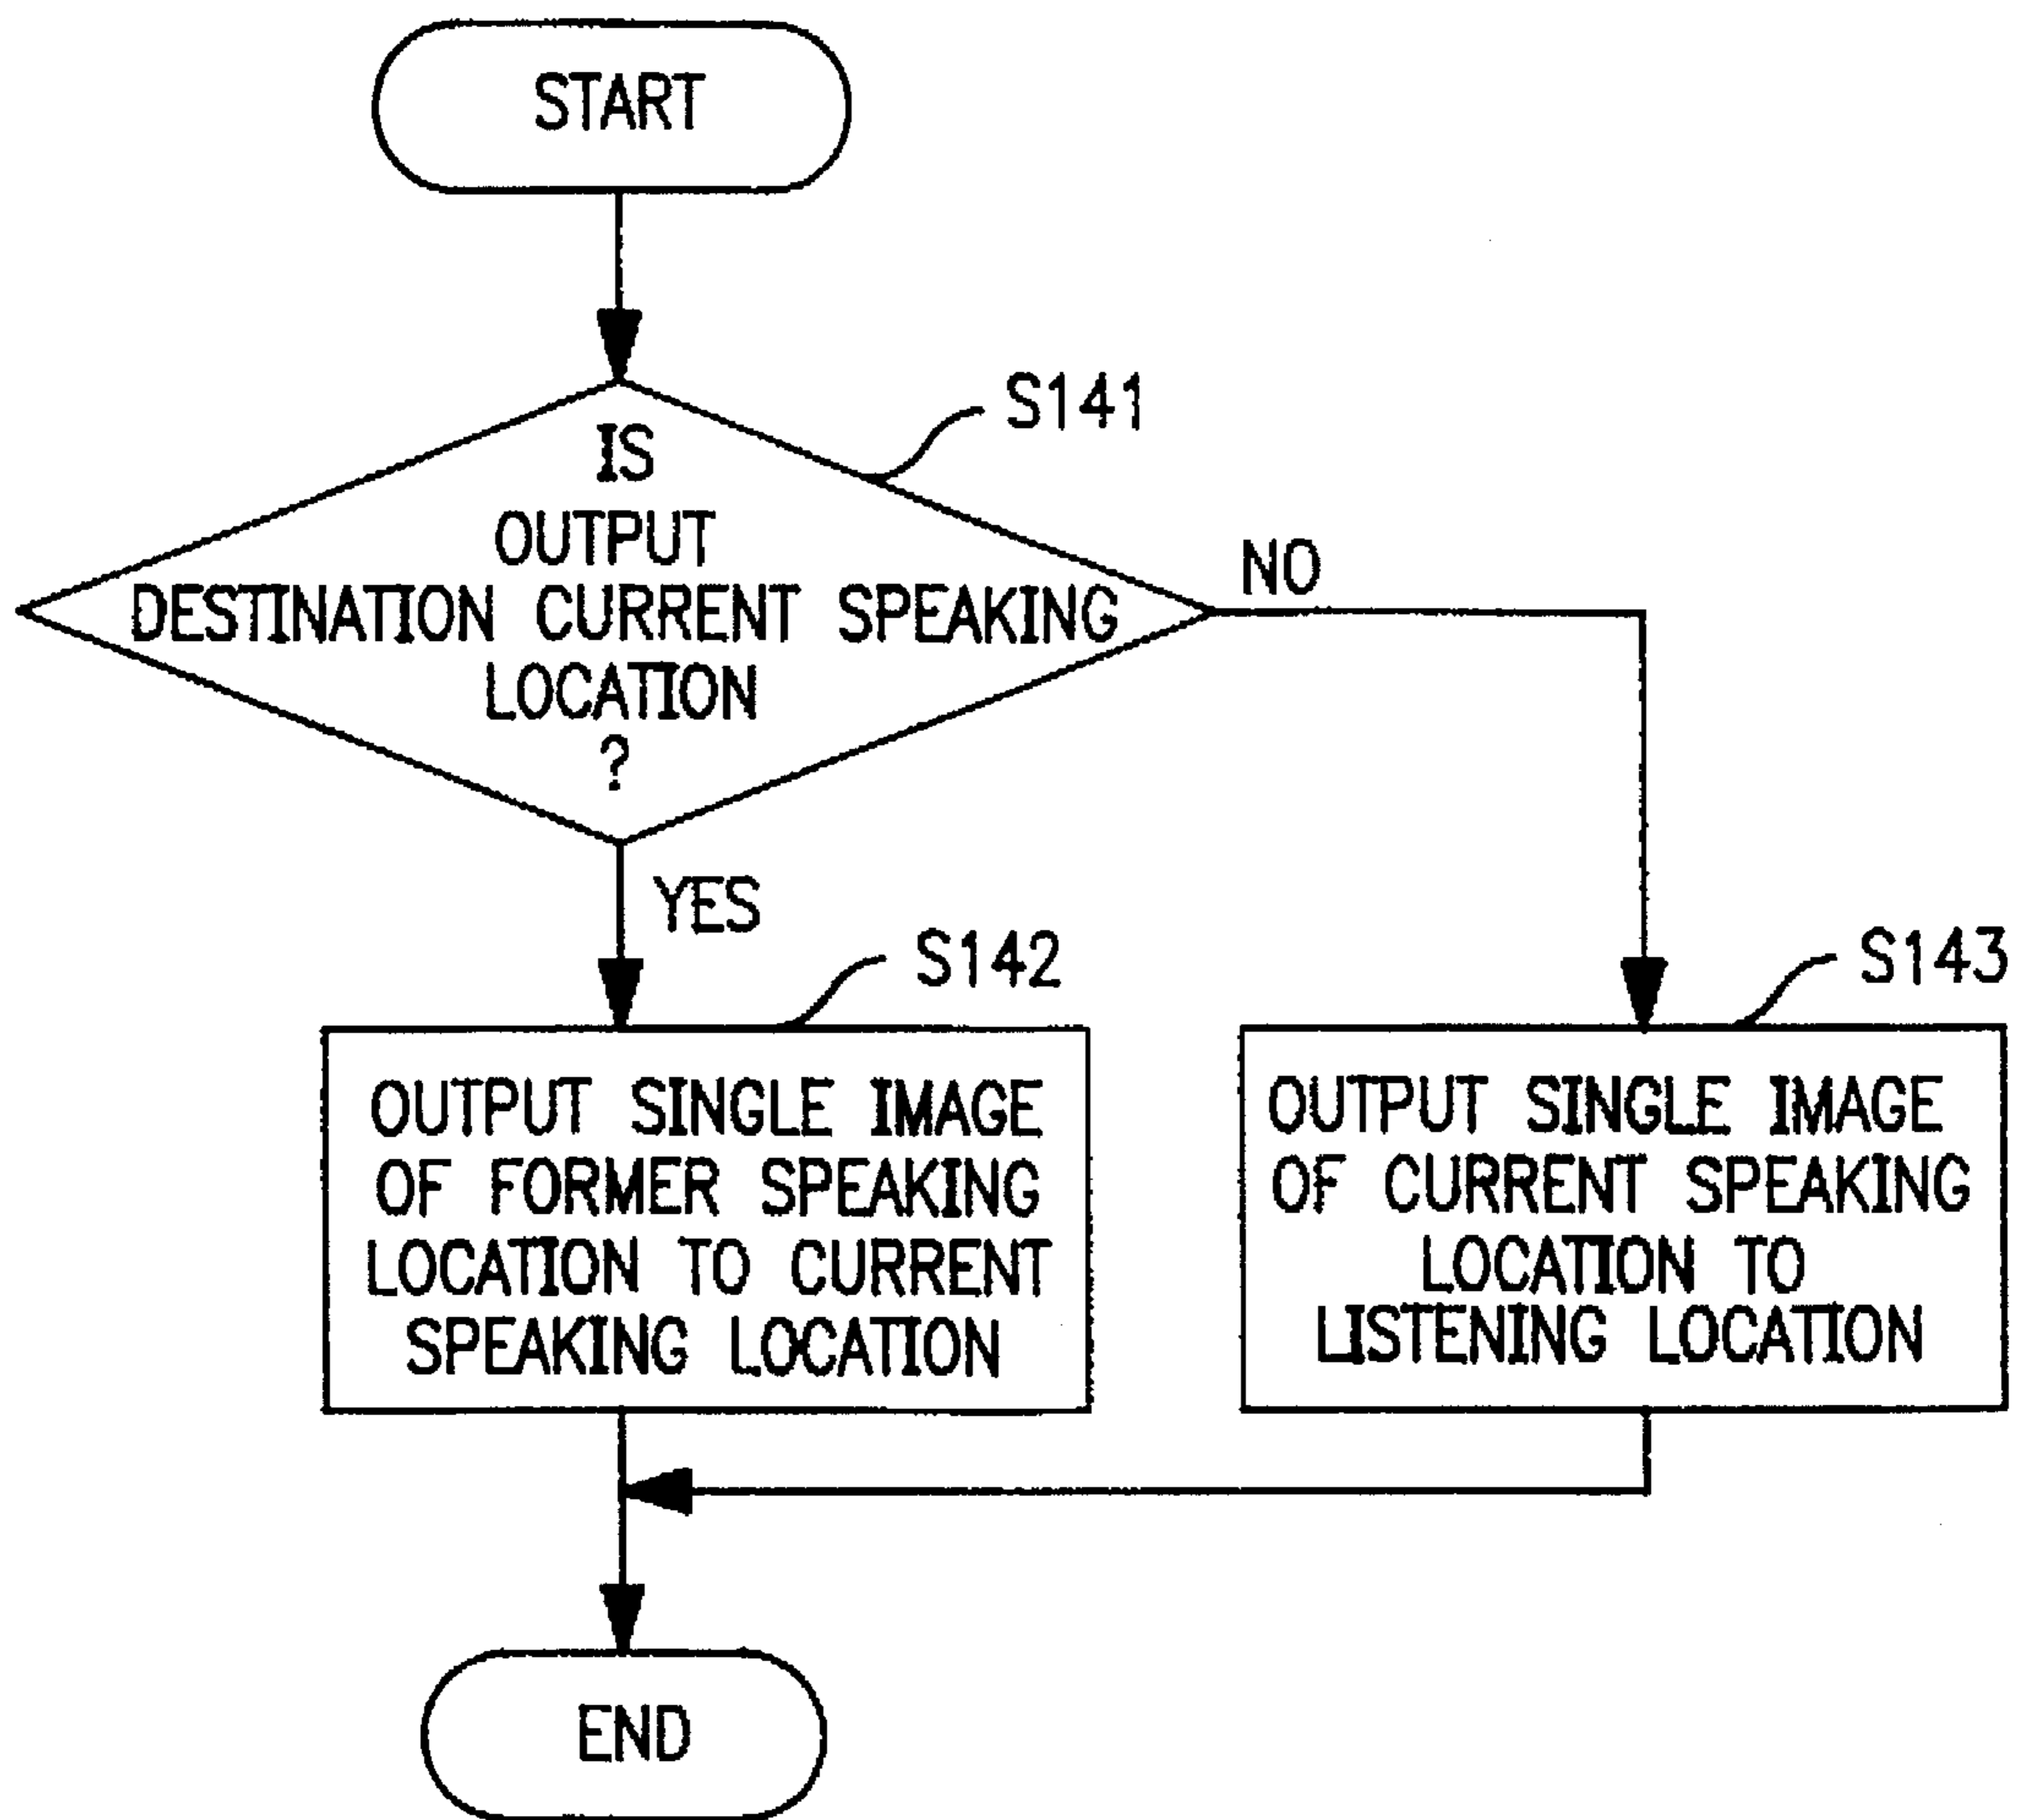 START
S141
IS
OUTPUT
DESTINATION CURRENT SPEAKING
LOCATION
?
NO
YES
S142
OUTPUT SINGLE IMAGE
OF FORMER SPEAKING
LOCATION TO CURRENT
SPEAKING LOCATION
S143
OUTPUT SINGLE IMAGE
OF CURRENT SPEAKING
LOCATION TO
LISTENING LOCATION
END